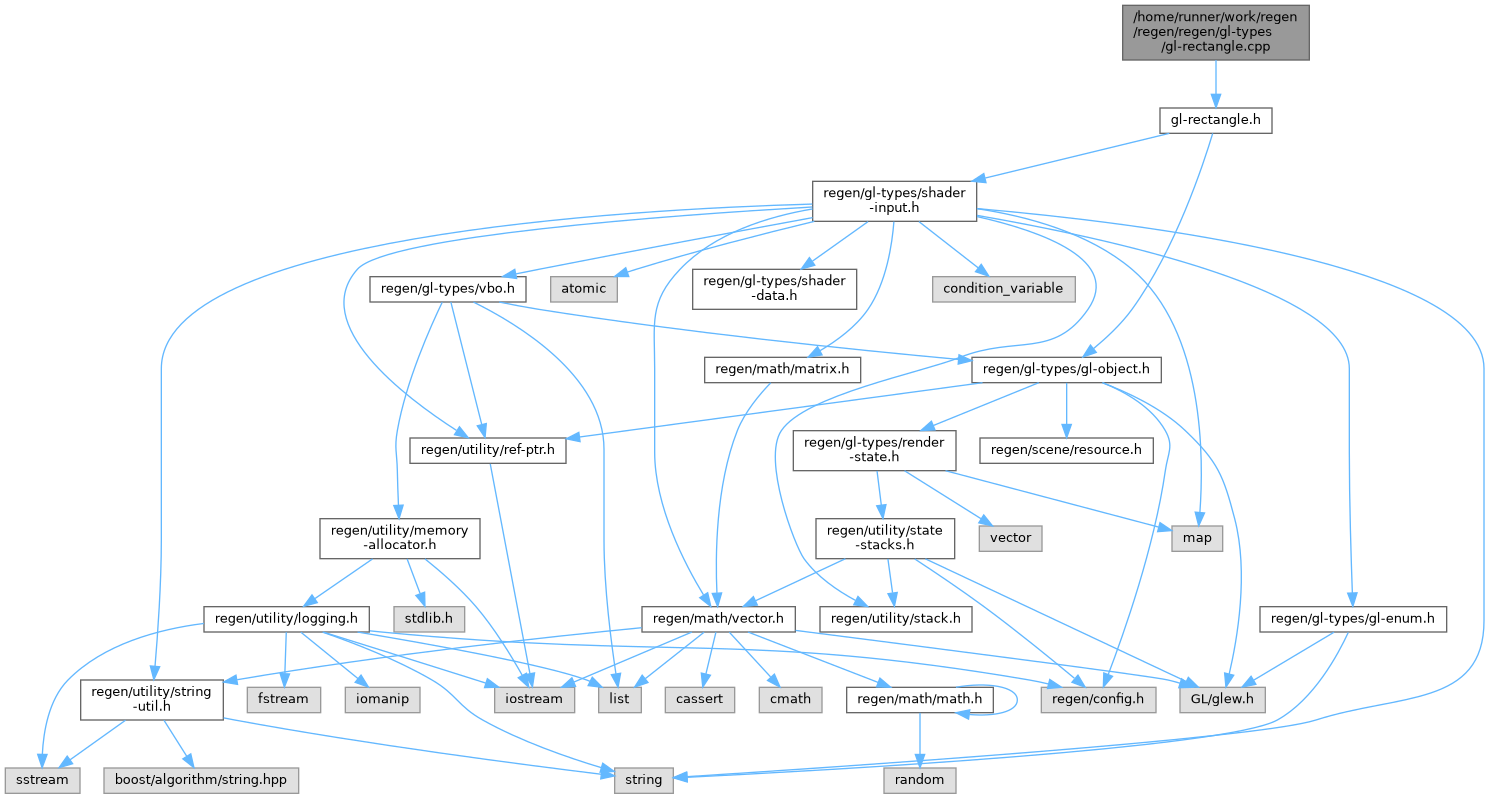 /home/runner/work/regen
/regen/regen/gl-types
/gl-rectangle.cpp
gl-rectangle.h
regen/gl-types/shader
-input.h
regen/gl-types/vbo.h
atomic
regen/gl-types/shader
-data.h
condition_variable
regen/math/matrix.h
regen/gl-types/gl-object.h
regen/utility/ref-ptr.h
regen/gl-types/render
-state.h
regen/scene/resource.h
regen/utility/memory
-allocator.h
regen/utility/state
-stacks.h
vector
map
regen/utility/logging.h
stdlib.h
regen/math/vector.h
regen/utility/stack.h
regen/gl-types/gl-enum.h
regen/utility/string
-util.h
fstream
iomanip
iostream
list
cassert
cmath
regen/math/math.h
regen/config.h
GL/glew.h
sstream
boost/algorithm/string.hpp
string
random